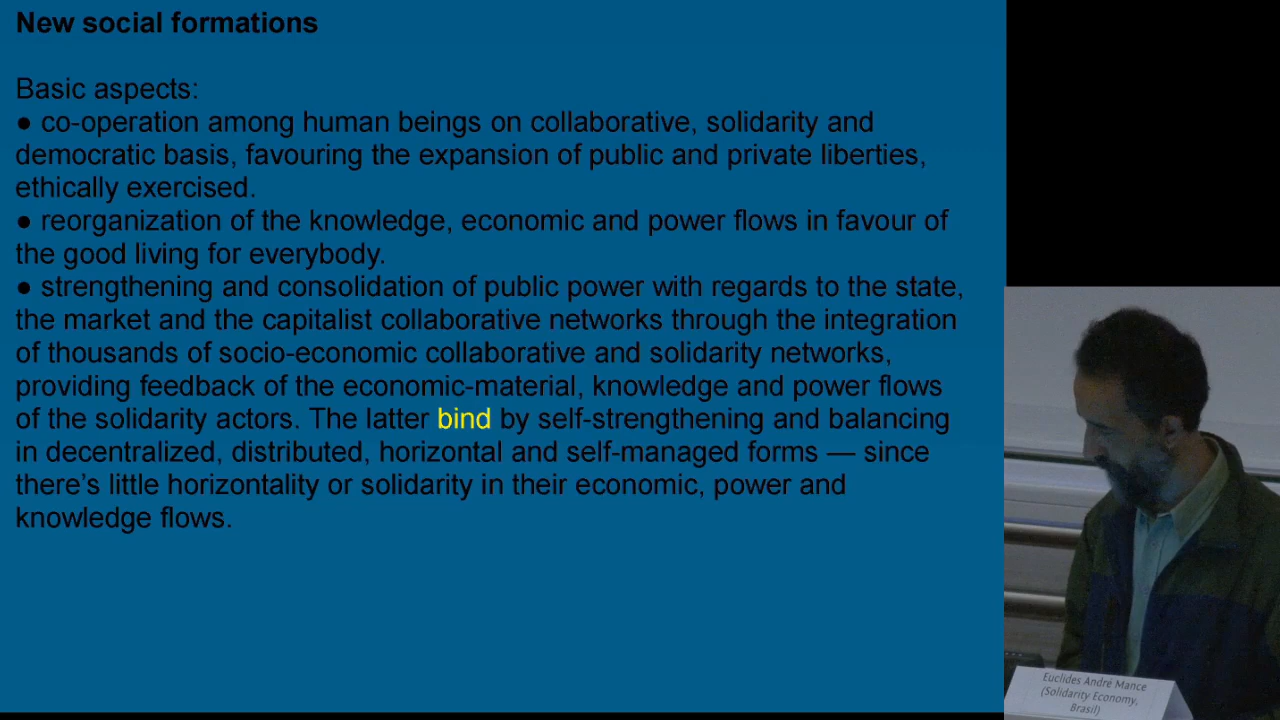 New social formations
Basic aspects:
● co-operation among human beings on collaborative, solidarity and
democratic basis, favouring the expansion of public and private liberties,
ethically exercised.
● reorganization of the knowledge, economic and power flows in favour of
the good living for everybody.
● strengthening and consolidation of public power with regards to the state,
the market and the capitalist collaborative networks through the integration
of thousands of socio-economic collaborative and solidarity networks,
providing feedback of the economic-material, knowledge and power flows
of the solidarity actors. The latter bind by self-strengthening and balancing
in decentralized, distributed, horizontal and self-managed forms — since
there's little horizontality or solidarity in their economic, power and
knowledge flows.
Euclides André Mance
(Solidarity Economy,
Brasil)